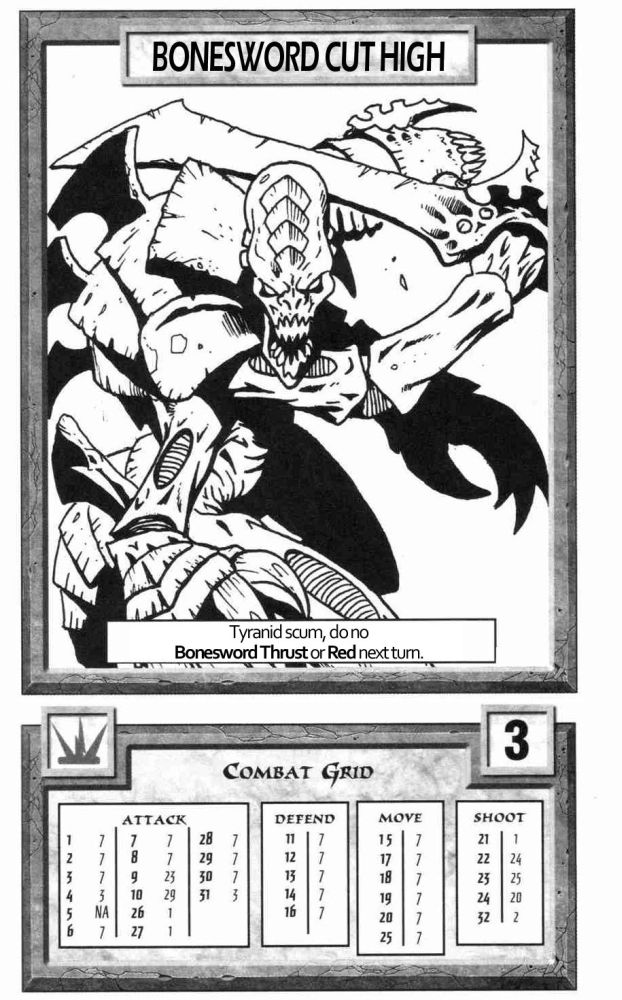 BONESWORD CUT HIGH
Tyranid scum, do no
Bonesword Thrust or Red next turn.
3
COMBAT GRID
ATTACK
1 7 7 7 28 7
2 7 8 7 29 7
3 7 9 23 30 7
4 3 10 29 31 3
5 NA 26 1
6 7 27 1
DEFEND
11 7
12 7
13 7
14 7
16 7
MOVE
15 7
17 7
18 7
19 7
20 7
25 7
SHOOT
21 1
22 24
23 25
24 20
32 2